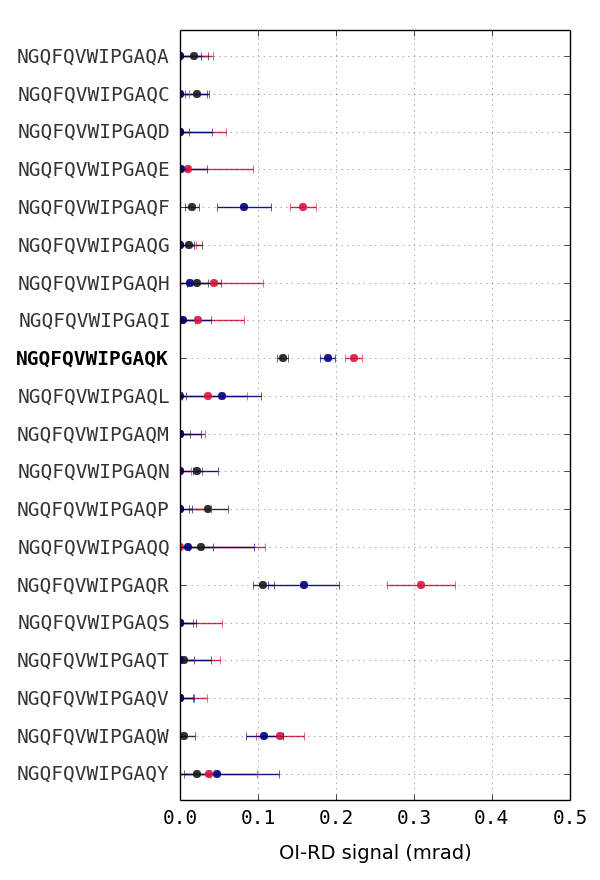 NGQFQVWIPGAQA
NGQFQVWIPGAQC
NGQFQVWIPGAQD
NGQFQVWIPGAQE
NGQFQVWIPGAQF
NGQFQVWIPGAQG
NGQFQVWIPGAQH
NGQFQVWIPGAQI
NGQFQVWIPGAQK
NGQFQVWIPGAQL
NGQFQVWIPGAQM
NGQFQVWIPGAQN
NGQFQVWIPGAQP
NGQFQVWIPGAQQ
NGQFQVWIPGAQR
NGQFQVWIPGAQS
NGQFQVWIPGAQT
NGQFQVWIPGAQV
NGQFQVWIPGAQW
NGQFQVWIPGAQY
0.0 0.1 0.2 0.3 0.4 0.5
OI-RD signal (mrad)